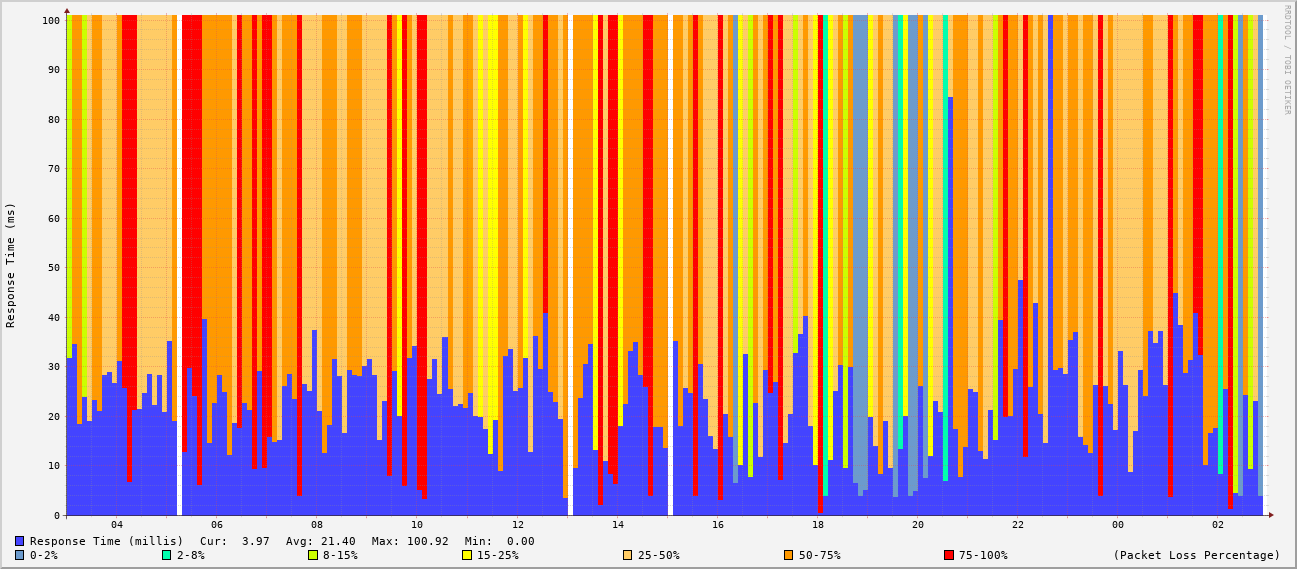 RRDTOOL / TOBI OETIKER
Response Time (ms)
100
90
80
70
60
50
40
30
20
10
0
04 06 08 10 12 14 16 18 20 22 00 02
Response Time (millis) Cur: 3.97 Avg: 21.40 Max: 100.92 Min: 0.00
0-2% 2-8% 8-15% 15-25% 25-50% 50-75% 75-100% (Packet Loss Percentage)